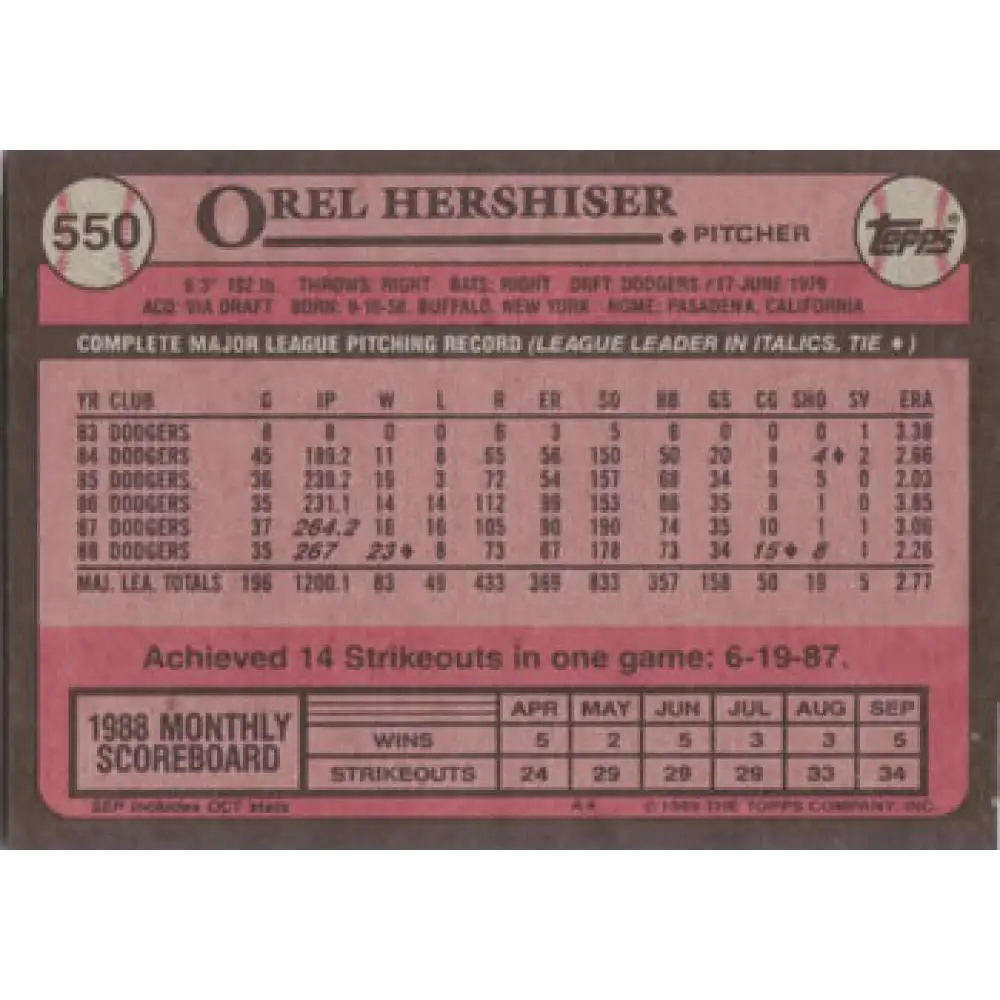 550
OREL HERSHISER
PITCHER
Topps®
6'3" 192 lb. THROWS: RIGHT BATS: RIGHT DRFT: DODGERS #17-JUNE 1979
ACQ: VIA DRAFT BORN: 9-16-58, BUFFALO, NEW YORK HOME: PASADENA, CALIFORNIA
COMPLETE MAJOR LEAGUE PITCHING RECORD (LEAGUE LEADER IN ITALICS, TIE ♦)
YR CLUB G IP W L R ER SO BB GS CG SHO SV ERA
83 DODGERS 8 8 0 0 6 3 5 6 0 0 0 1 3.38
84 DODGERS 45 189.2 11 8 65 56 150 50 20 8 4♦ 2 2.66
85 DODGERS 36 239.2 19 3 72 54 157 68 34 9 5 0 2.03
86 DODGERS 35 231.1 14 14 112 99 153 86 35 8 1 0 3.85
87 DODGERS 37 264.2 16 16 105 90 190 74 35 10 1 1 3.06
88 DODGERS 35 267 23♦ 8 73 67 178 73 34 15♦ 8 1 2.26
MAJ. LEA. TOTALS 196 1200.1 83 49 433 369 833 357 158 50 19 5 2.77
Achieved 14 Strikeouts in one game: 6-19-87.
1988 MONTHLY
SCOREBOARD
APR MAY JUN JUL AUG SEP
WINS 5 2 5 3 3 5
STRIKEOUTS 24 29 29 29 33 34
SEP includes OCT stats
© 1989 THE TOPPS COMPANY, INC.